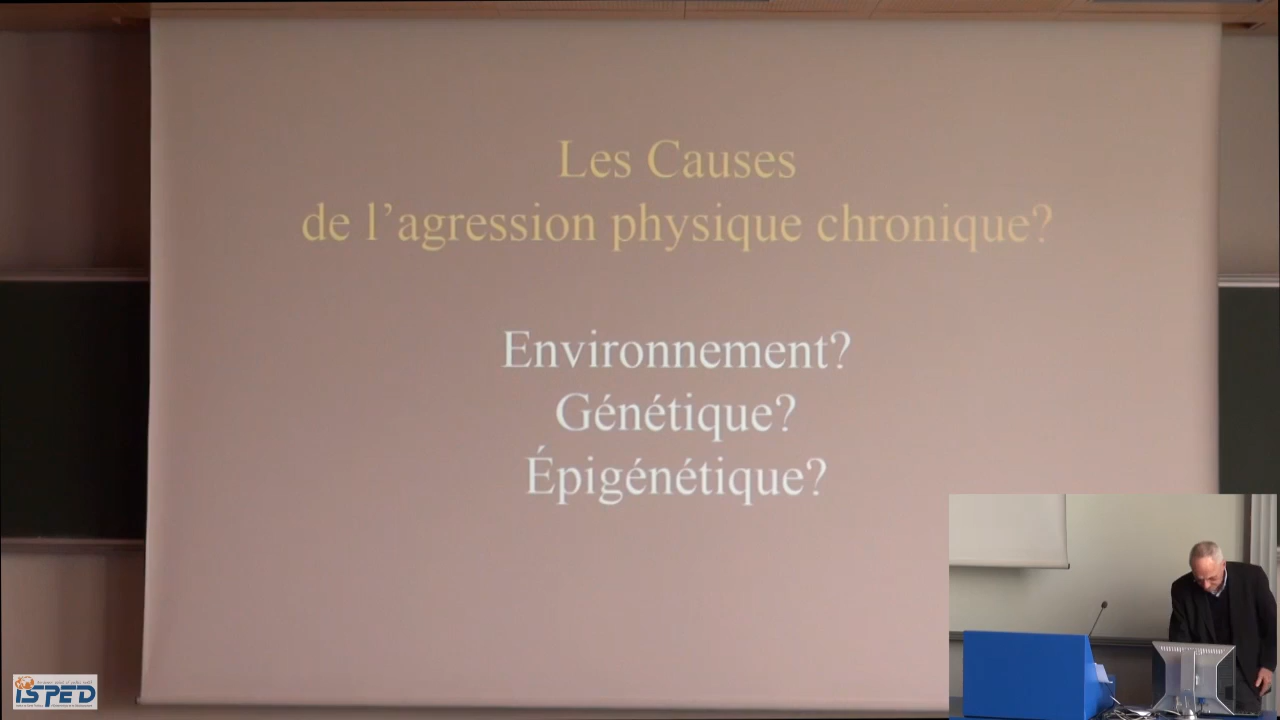 Les Causes
de l’agression physique chronique?
Environnement?
Génétique?
Épigénétique?
ISPED